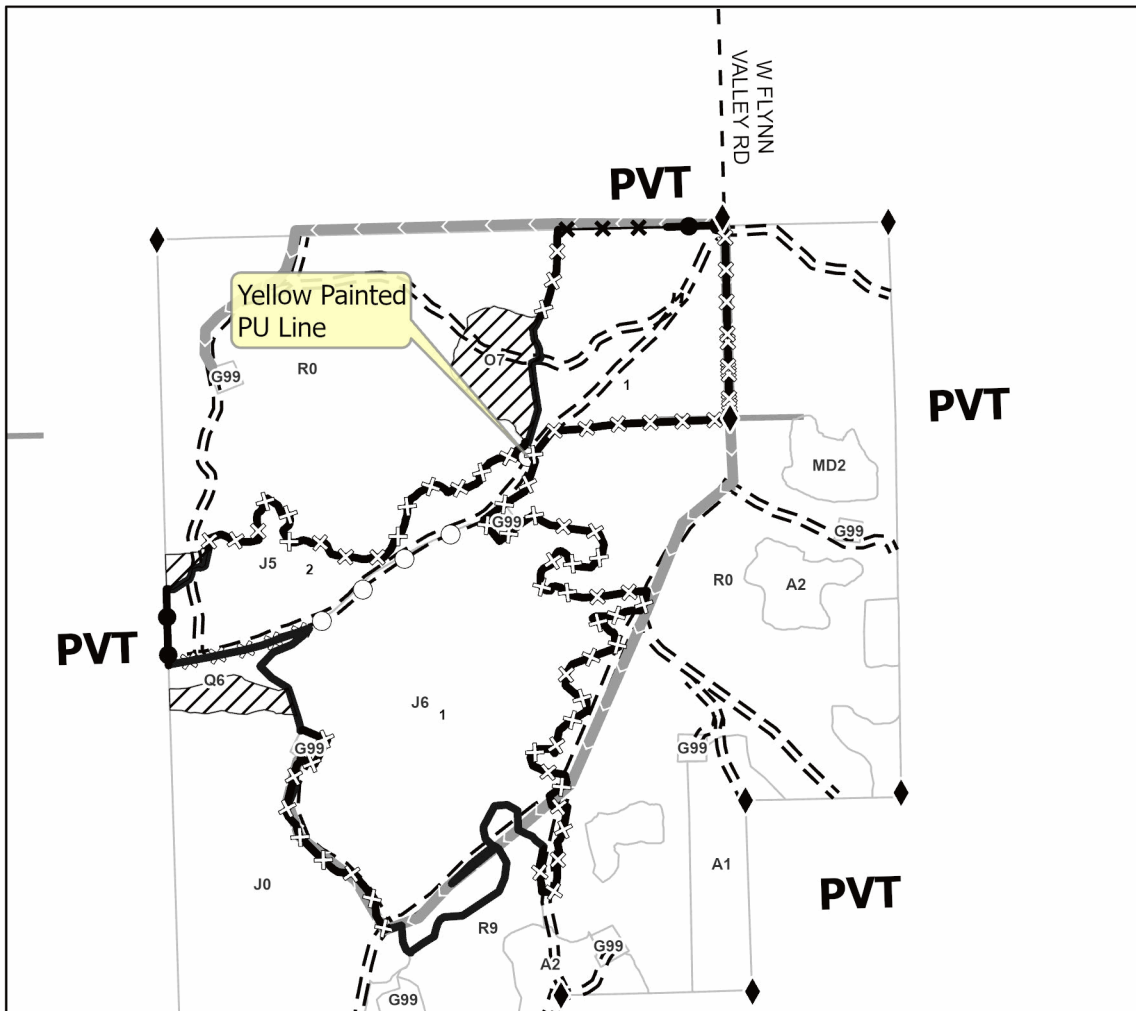 W FLYNN
VALLEY RD
PVT
Yellow Painted
PU Line
O7
R0
G99
1
PVT
MD2
G99
G99
J5
2
R0
A2
PVT
Q6
J6
1
G99
G99
A1
J0
PVT
R9
G99
A2
G99